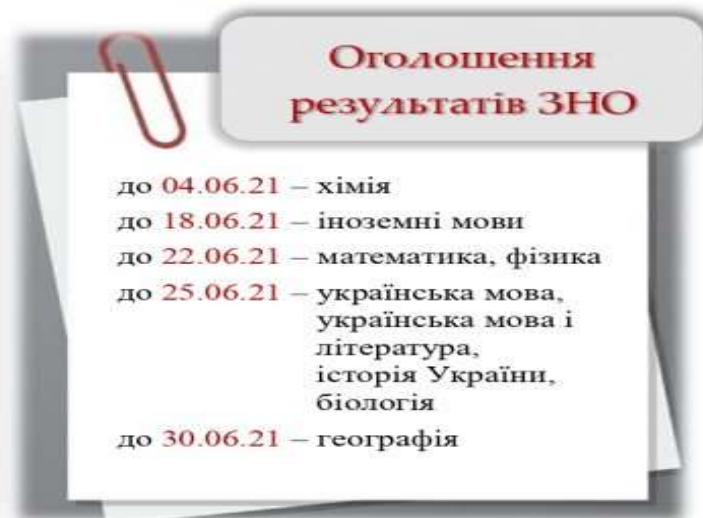 Оголошення
результатів ЗНО
до 04.06.21 – хімія
до 18.06.21 – іноземні мови
до 22.06.21 – математика, фізика
до 25.06.21 – українська мова,
українська мова і
література,
історія України,
біологія
до 30.06.21 – географія